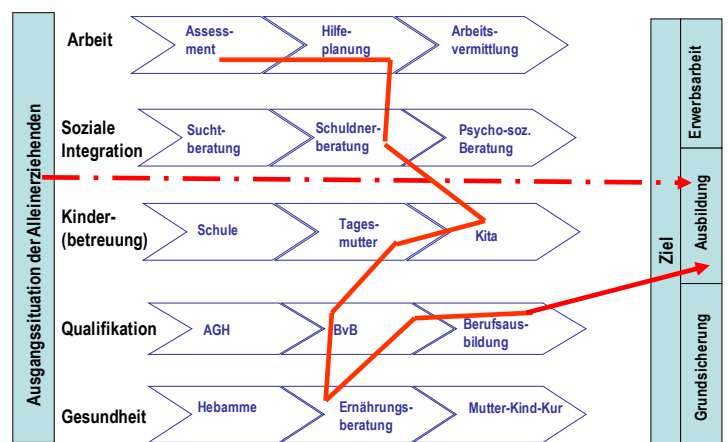 Ausgangssituation der Alleinerziehenden
Arbeit
Assess-
ment
Hilfe-
planung
Arbeits-
vermittlung
Soziale
Integration
Sucht-
beratung
Schuldner-
beratung
Psycho-soz.
Beratung
Kinder-
(betreuung)
Schule
Tages-
mutter
Kita
Qualifikation
AGH
BvB
Berufsaus-
bildung
Gesundheit
Hebamme
Ernährungs-
beratung
Mutter-Kind-Kur
Ziel
Erwerbsarbeit
Ausbildung
Grundsicherung